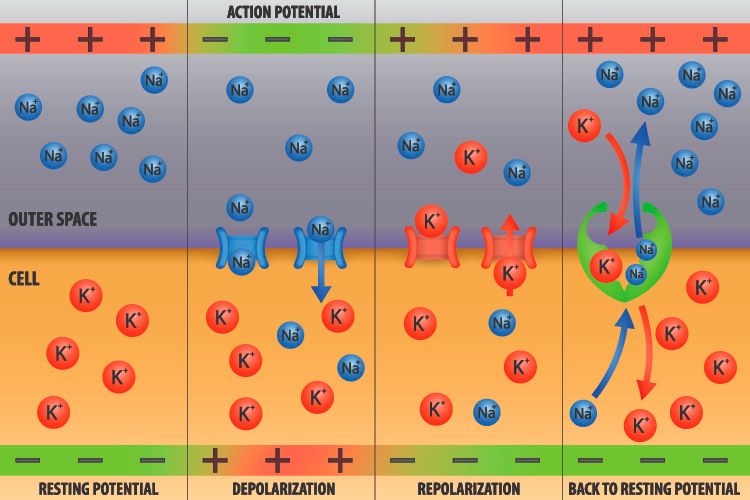 ACTION POTENTIAL
+ + + − − − + + + + + +
Na+ Na+ Na+ Na+ Na+ Na+ Na+
Na+ Na+ Na+ Na+ Na+
Na+ Na+ K+ Na+ K+ K+
Na+ Na+ Na+ Na+ Na+ Na+ Na+
K+ K+ Na+ Na+
OUTER SPACE
CELL
K+ K+ K+ K+ K+
K+ K+ Na+ K+ Na+ K+ K+
K+ Na+ K+ K+ Na+
K+ K+ K+ Na+ K+ K+
− − − + + + − − − − − −
RESTING POTENTIAL
DEPOLARIZATION
REPOLARIZATION
BACK TO RESTING POTENTIAL